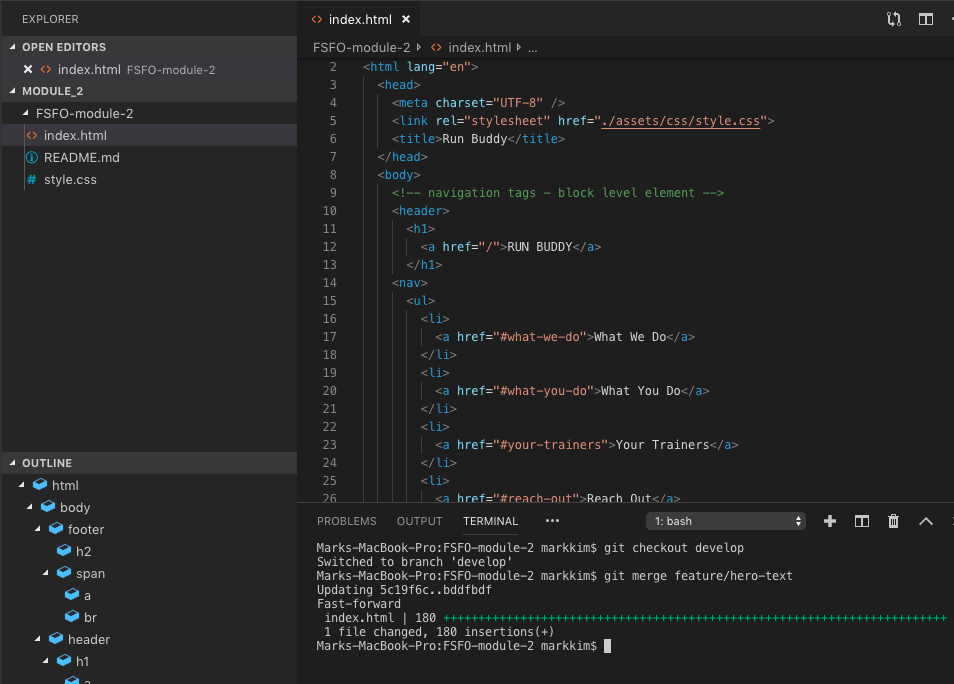 EXPLORER
OPEN EDITORS
index.html FSFO-module-2
MODULE_2
FSFO-module-2
index.html
README.md
style.css
OUTLINE
html
body
footer
h2
span
a
br
header
h1
a
index.html
FSFO-module-2 index.html ...
2 <html lang="en">
3 <head>
4 <meta charset="UTF-8" />
5 <link rel="stylesheet" href="./assets/css/style.css">
6 <title>Run Buddy</title>
7 </head>
8 <body>
9 <!-- navigation tags - block level element -->
10 <header>
11 <h1>
12 <a href="/">RUN BUDDY</a>
13 </h1>
14 <nav>
15 <ul>
16 <li>
17 <a href="#what-we-do">What We Do</a>
18 </li>
19 <li>
20 <a href="#what-you-do">What You Do</a>
21 </li>
22 <li>
23 <a href="#your-trainers">Your Trainers</a>
24 </li>
25 <li>
26 <a href="#reach-out">Reach Out</a>
PROBLEMS OUTPUT TERMINAL ••• 1: bash
Marks-MacBook-Pro:FSFO-module-2 markkim$ git checkout develop
Switched to branch 'develop'
Marks-MacBook-Pro:FSFO-module-2 markkim$ git merge feature/hero-text
Updating 5c19f6c..bddfbdf
Fast-forward
index.html | 180 ++++++++++++++++++++++++++++++++++++++++++++++++++++++++++++++++++++++
1 file changed, 180 insertions(+)
Marks-MacBook-Pro:FSFO-module-2 markkim$